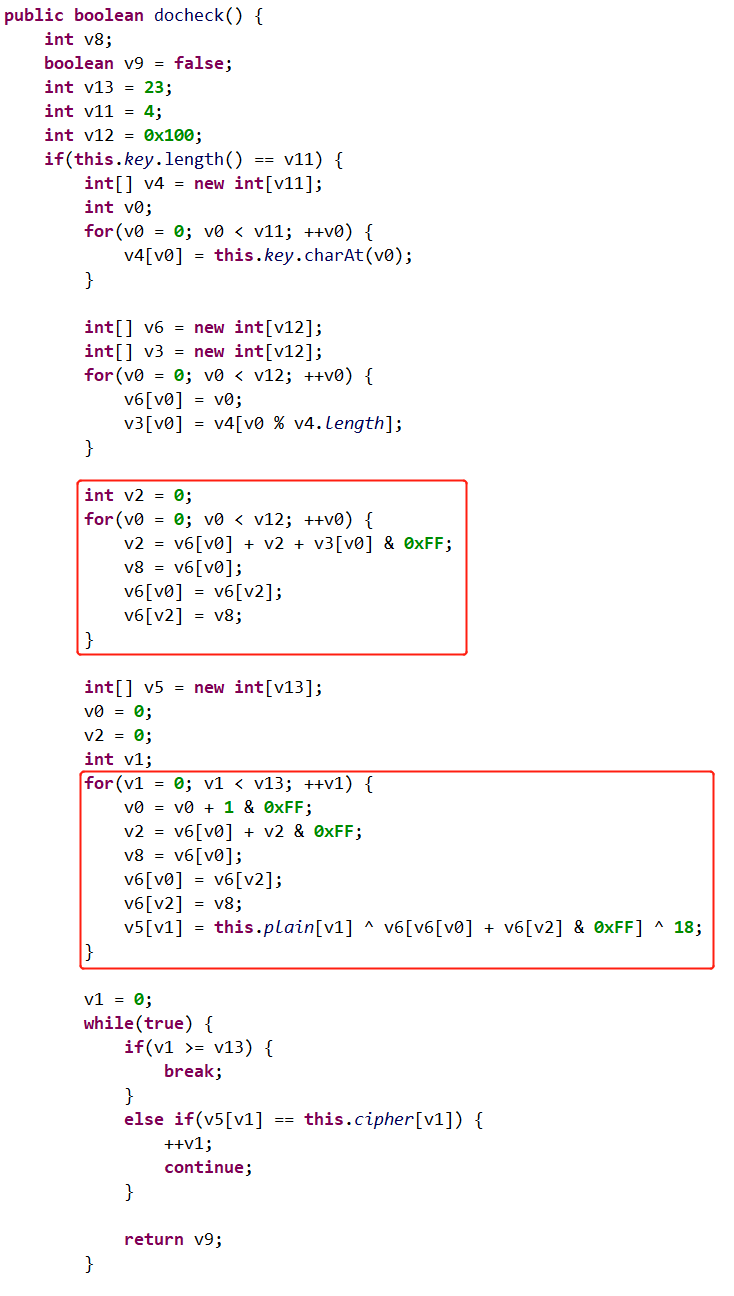 public boolean docheck() {
    int v8;
    boolean v9 = false;
    int v13 = 23;
    int v11 = 4;
    int v12 = 0x100;
    if(this.key.length() == v11) {
        int[] v4 = new int[v11];
        int v0;
        for(v0 = 0; v0 < v11; ++v0) {
            v4[v0] = this.key.charAt(v0);
        }

        int[] v6 = new int[v12];
        int[] v3 = new int[v12];
        for(v0 = 0; v0 < v12; ++v0) {
            v6[v0] = v0;
            v3[v0] = v4[v0 % v4.length];
        }

        int v2 = 0;
        for(v0 = 0; v0 < v12; ++v0) {
            v2 = v6[v0] + v2 + v3[v0] & 0xFF;
            v8 = v6[v0];
            v6[v0] = v6[v2];
            v6[v2] = v8;
        }

        int[] v5 = new int[v13];
        v0 = 0;
        v2 = 0;
        int v1;
        for(v1 = 0; v1 < v13; ++v1) {
            v0 = v0 + 1 & 0xFF;
            v2 = v6[v0] + v2 & 0xFF;
            v8 = v6[v0];
            v6[v0] = v6[v2];
            v6[v2] = v8;
            v5[v1] = this.plain[v1] ^ v6[v6[v0] + v6[v2] & 0xFF] ^ 18;
        }

        v1 = 0;
        while(true) {
            if(v1 >= v13) {
                break;
            }
            else if(v5[v1] == this.cipher[v1]) {
                ++v1;
                continue;
            }

            return v9;
        }